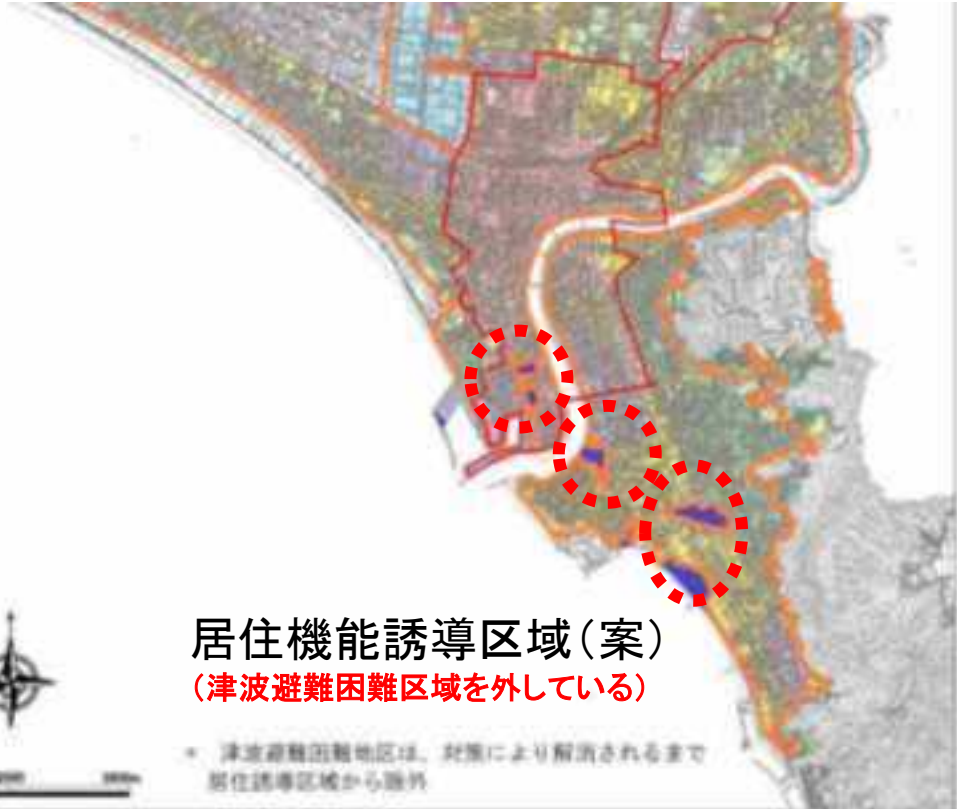 居住機能誘導区域（案）
（津波避難困難区域を外している）
* 津波避難困難地区は、対策により解消されるまで
居住誘導区域から除外